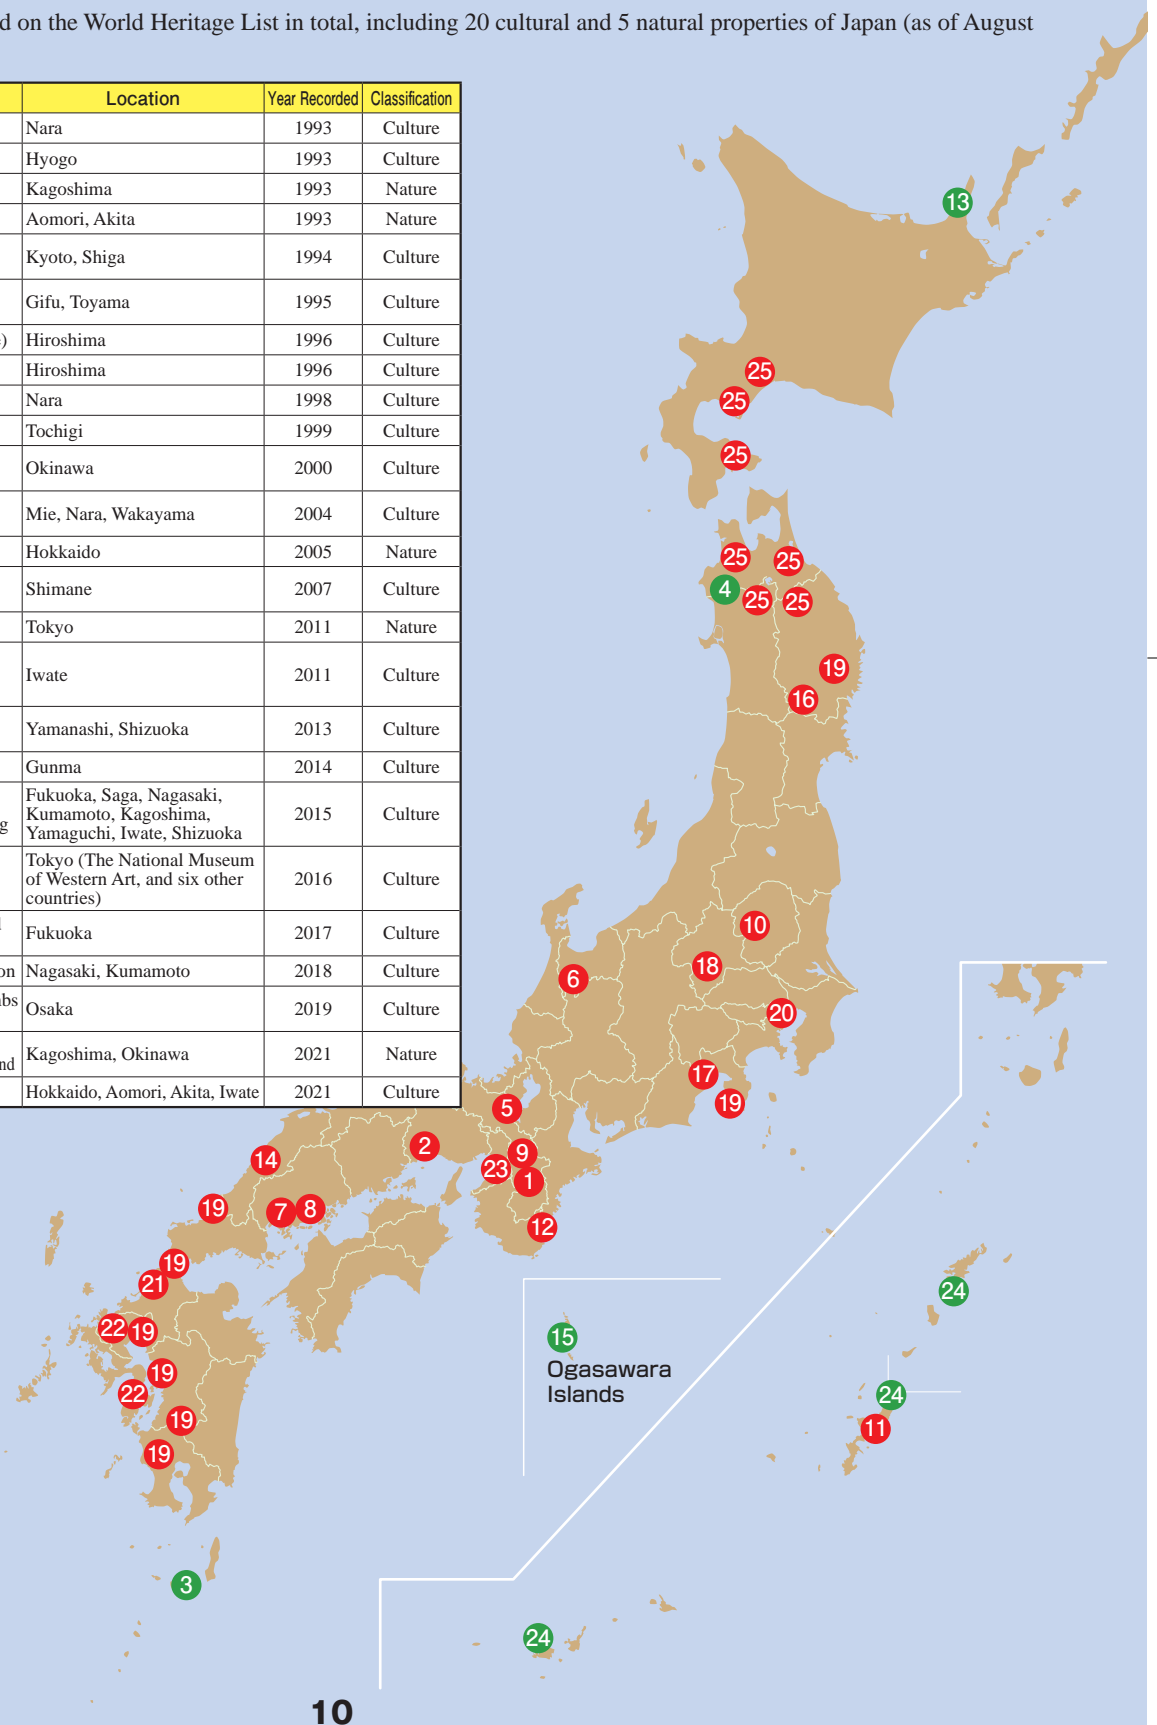 d on the World Heritage List in total, including 20 cultural and 5 natural properties of Japan (as of August
Location Year Recorded Classification
Nara 1993 Culture
Hyogo 1993 Culture
Kagoshima 1993 Nature
Aomori, Akita 1993 Nature
Kyoto, Shiga 1994 Culture
Gifu, Toyama 1995 Culture
) Hiroshima 1996 Culture
Hiroshima 1996 Culture
Nara 1998 Culture
Tochigi 1999 Culture
Okinawa 2000 Culture
Mie, Nara, Wakayama 2004 Culture
Hokkaido 2005 Nature
Shimane 2007 Culture
Tokyo 2011 Nature
Iwate 2011 Culture
Yamanashi, Shizuoka 2013 Culture
Gunma 2014 Culture
Fukuoka, Saga, Nagasaki,
Kumamoto, Kagoshima,
g Yamaguchi, Iwate, Shizuoka 2015 Culture
Tokyo (The National Museum
of Western Art, and six other
countries) 2016 Culture
Fukuoka 2017 Culture
on Nagasaki, Kumamoto 2018 Culture
mbs Osaka 2019 Culture
nd Kagoshima, Okinawa 2021 Nature
Hokkaido, Aomori, Akita, Iwate 2021 Culture
13
25
25
25
25 25
4 25 25
19
16
10
18
6
20
17
19
5
2
9
14
23
1
19
7 8
12
19
21
24
22 19
15
Ogasawara
Islands
19
22
24
19
11
19
3
24
10